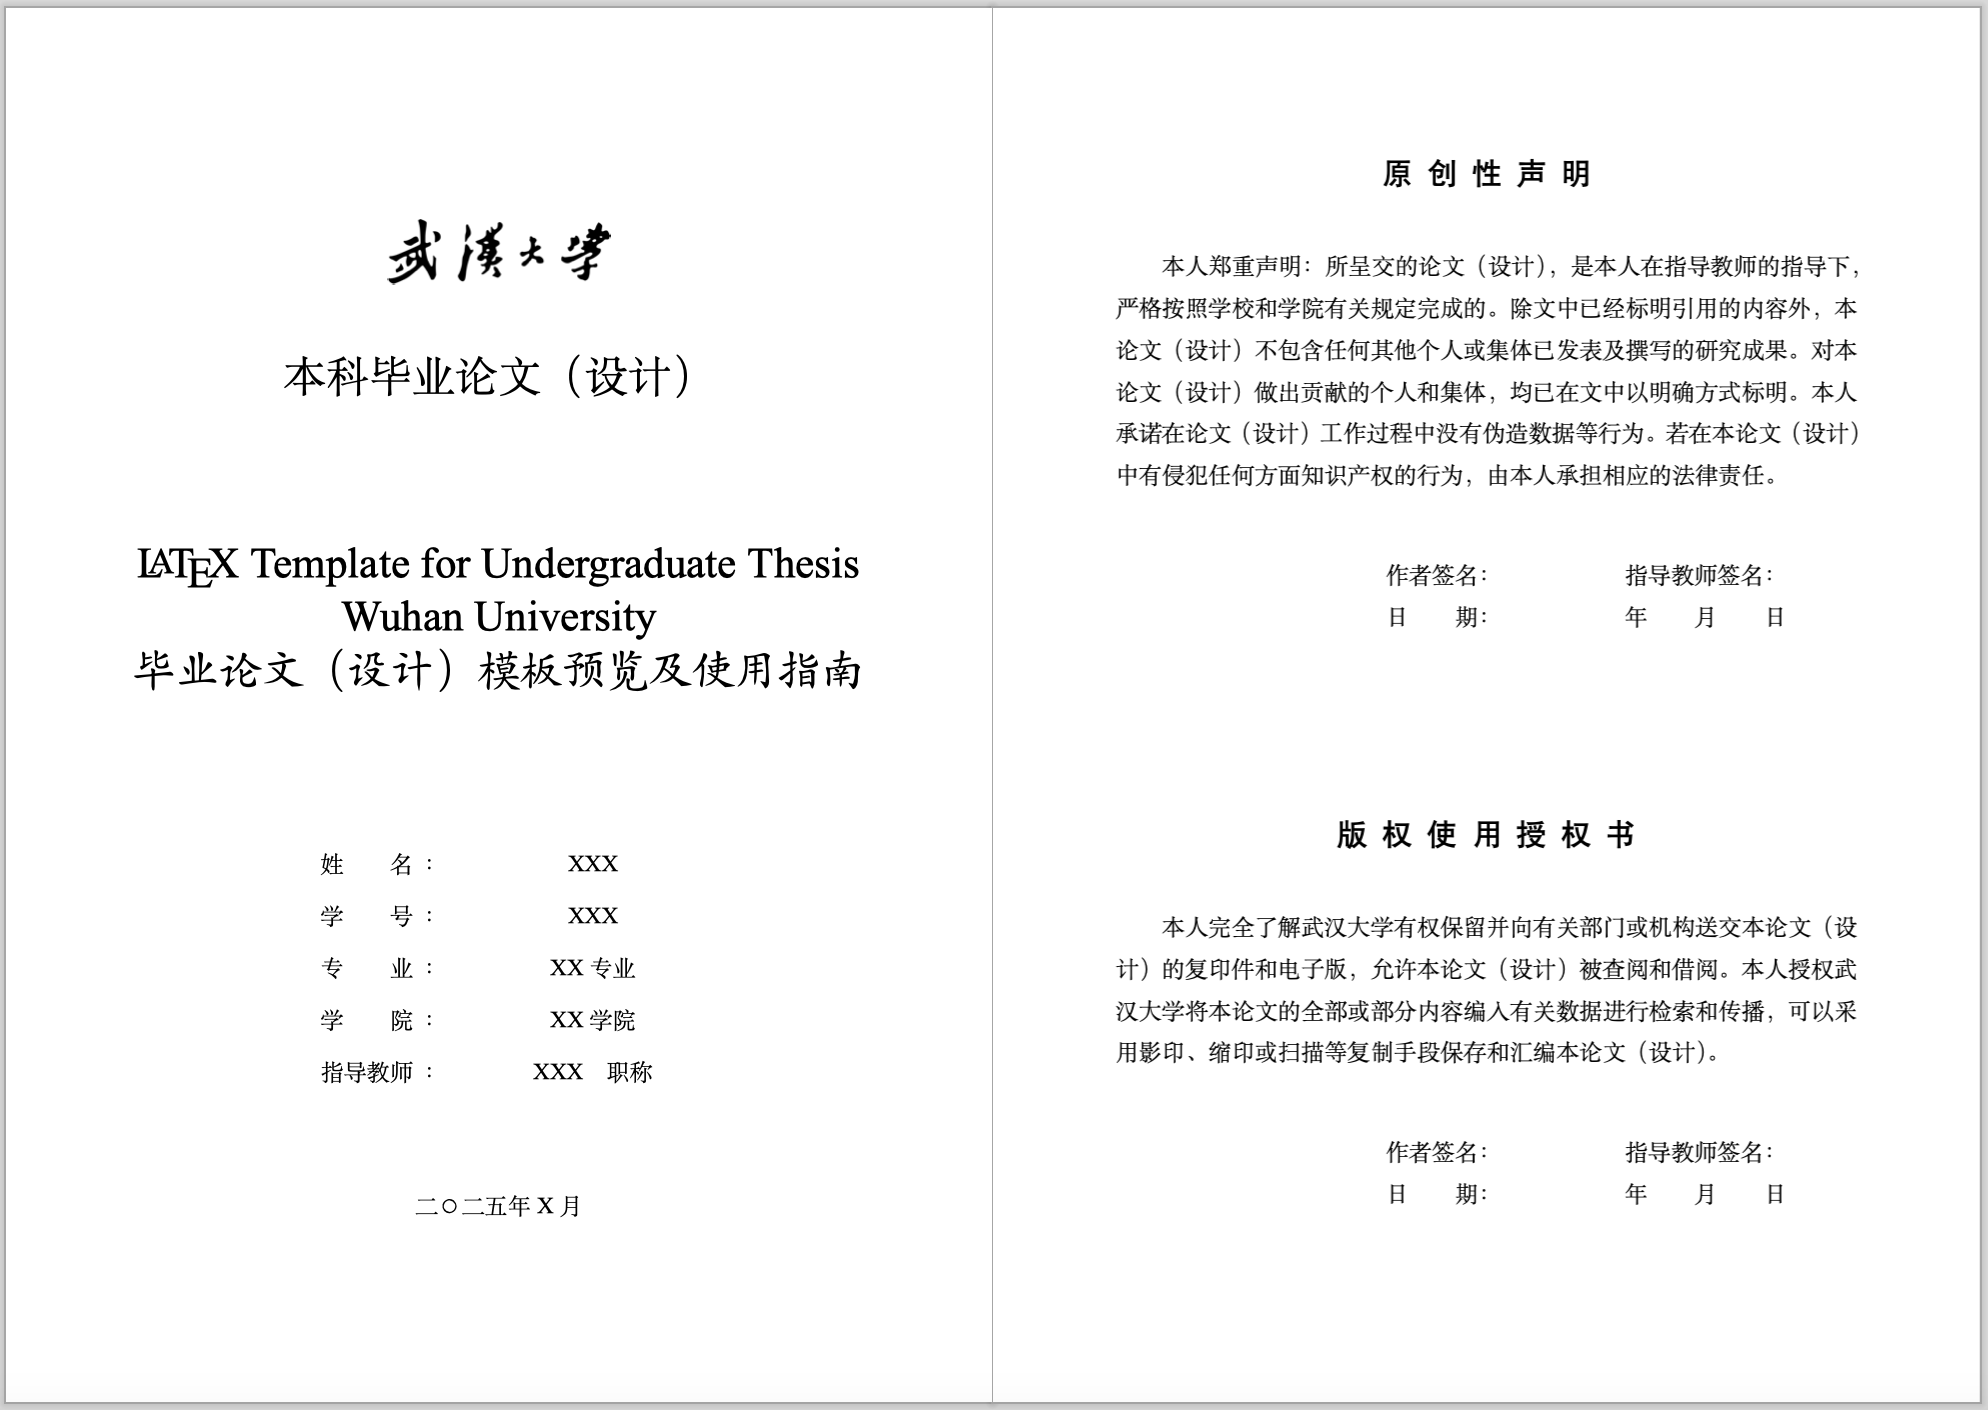 武漢大學
本科毕业论文（设计）
LATEX Template for Undergraduate Thesis
Wuhan University
毕业论文（设计）模板预览及使用指南
姓　　名： XXX
学　　号： XXX
专　　业： XX 专业
学　　院： XX 学院
指导教师： XXX　职称
二〇二五年 X 月
原 创 性 声 明
本人郑重声明：所呈交的论文（设计），是本人在指导教师的指导下，
严格按照学校和学院有关规定完成的。除文中已经标明引用的内容外，本
论文（设计）不包含任何其他个人或集体已发表及撰写的研究成果。对本
论文（设计）做出贡献的个人和集体，均已在文中以明确方式标明。本人
承诺在论文（设计）工作过程中没有伪造数据等行为。若在本论文（设计）
中有侵犯任何方面知识产权的行为，由本人承担相应的法律责任。
作者签名：　　　　　　指导教师签名：
日　　期：　　　　　　年　　月　　日
版 权 使 用 授 权 书
本人完全了解武汉大学有权保留并向有关部门或机构送交本论文（设
计）的复印件和电子版，允许本论文（设计）被查阅和借阅。本人授权武
汉大学将本论文的全部或部分内容编入有关数据进行检索和传播，可以采
用影印、缩印或扫描等复制手段保存和汇编本论文（设计）。
作者签名：　　　　　　指导教师签名：
日　　期：　　　　　　年　　月　　日